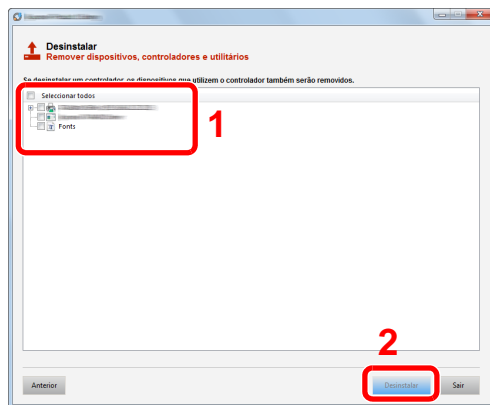 Desinstalar
Remover dispositivos, controladores e utilitários
Se desinstalar um controlador, os dispositivos que utilizem o controlador também serão removidos.
Seleccionar todos
1
Fonts
2
Anterior
Desinstalar
Sair